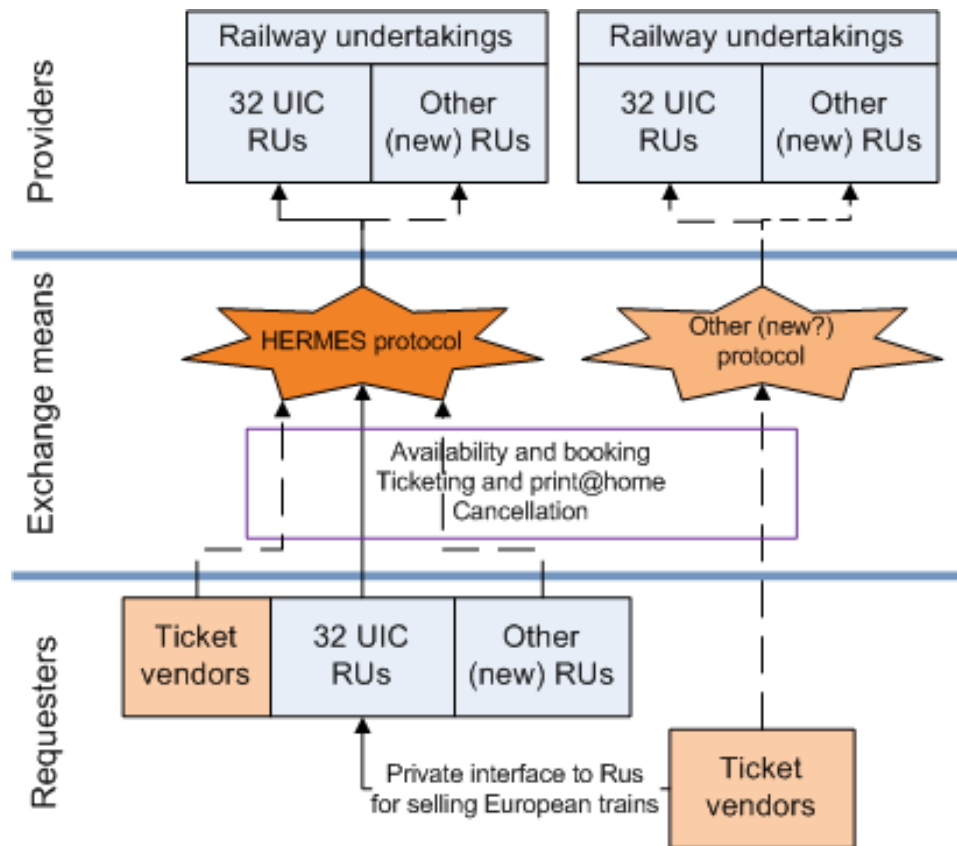 Providers
Railway undertakings
32 UIC
RUs
Other
(new) RUs
Railway undertakings
32 UIC
RUs
Other
(new) RUs
Exchange means
HERMES protocol
Other (new?)
protocol
Availability and booking
Ticketing and print@home
Cancellation
Requesters
Ticket
vendors
32 UIC
RUs
Other
(new) RUs
Private interface to Rus
for selling European trains
Ticket
vendors